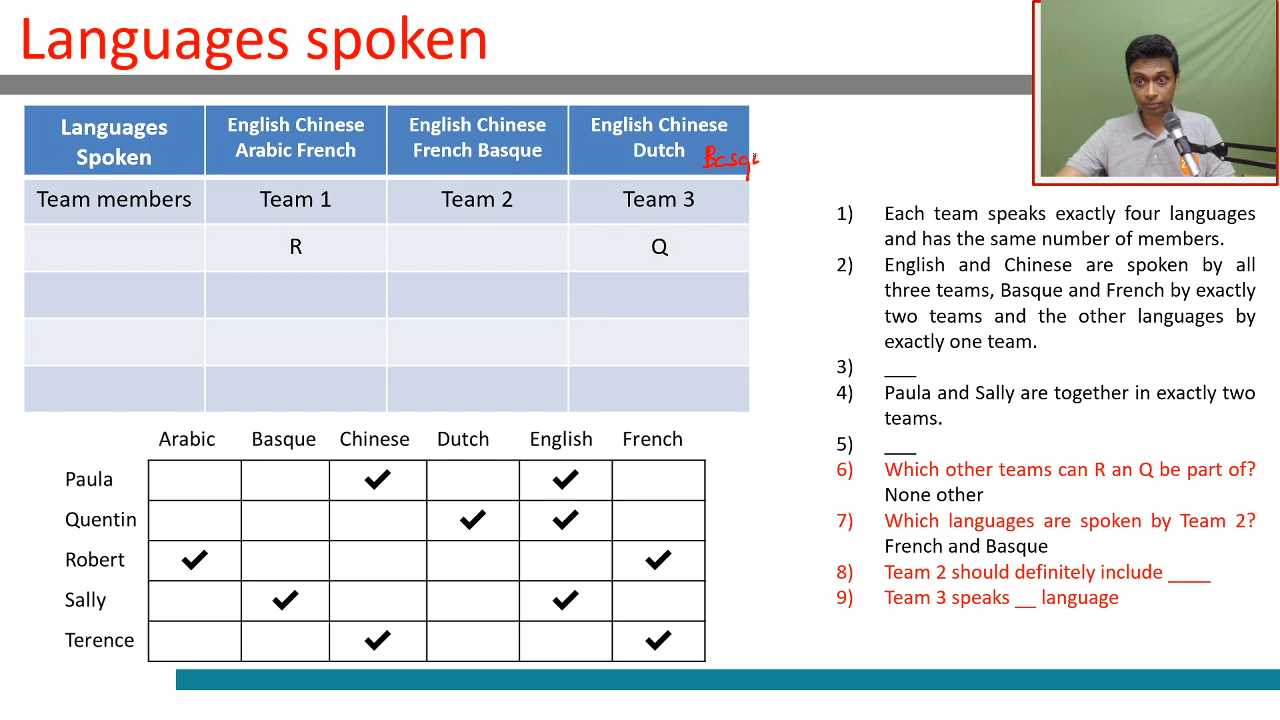 Languages spoken
Languages Spoken | English Chinese Arabic French | English Chinese French Basque | English Chinese Dutch Basqu
Team members | Team 1 | Team 2 | Team 3
R | Q
Arabic Basque Chinese Dutch English French
Paula ✓ ✓
Quentin ✓ ✓
Robert ✓ ✓
Sally ✓ ✓
Terence ✓ ✓
1) Each team speaks exactly four languages
and has the same number of members.
2) English and Chinese are spoken by all
three teams, Basque and French by exactly
two teams and the other languages by
exactly one team.
3) ___
4) Paula and Sally are together in exactly two
teams.
5) ___
6) Which other teams can R an Q be part of?
None other
7) Which languages are spoken by Team 2?
French and Basque
8) Team 2 should definitely include ____
9) Team 3 speaks __ language